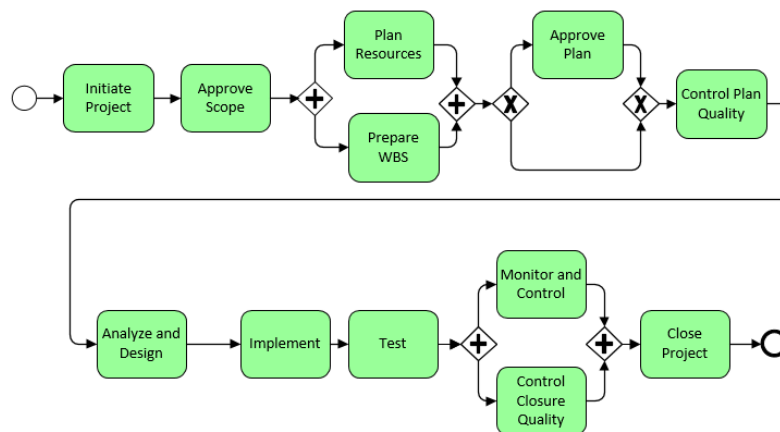 Initiate
Project
Approve
Scope
Plan
Resources
Prepare
WBS
Approve
Plan
Control Plan
Quality
Analyze and
Design
Implement
Test
Monitor and
Control
Control
Closure
Quality
Close
Project